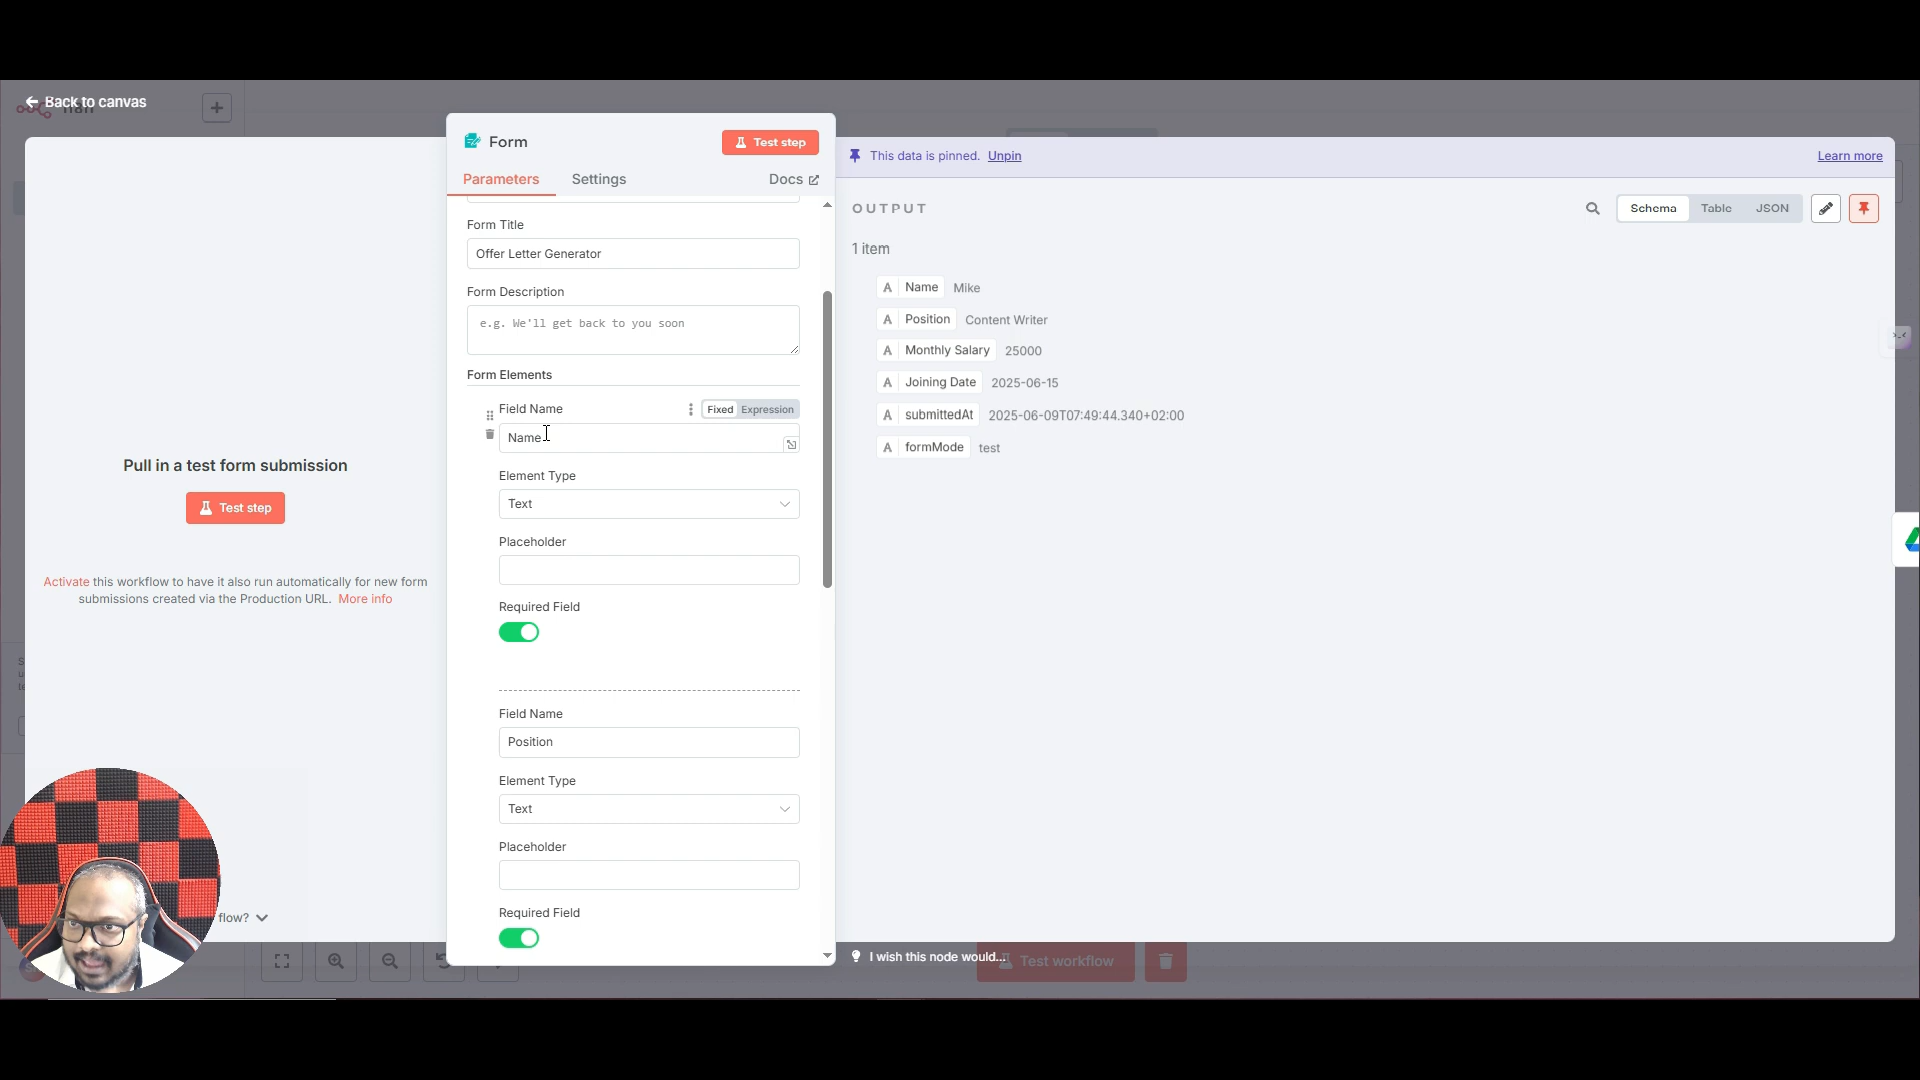 Back to canvas
Form
Test step
Parameters
Settings
Docs
Form Title
Offer Letter Generator
Form Description
e.g. We'll get back to you soon
Form Elements
Field Name
Fixed
Expression
Name
Element Type
Text
Placeholder
Required Field
Field Name
Position
Element Type
Text
Placeholder
Required Field
Pull in a test form submission
Test step
Activate this workflow to have it also run automatically for new form
submissions created via the Production URL. More info
flow?
This data is pinned. Unpin
Learn more
OUTPUT
Schema
Table
JSON
1 item
A Name Mike
A Position Content Writer
A Monthly Salary 25000
A Joining Date 2025-06-15
A submittedAt 2025-06-09T07:49:44.340+02:00
A formMode test
I wish this node would...
Test workflow